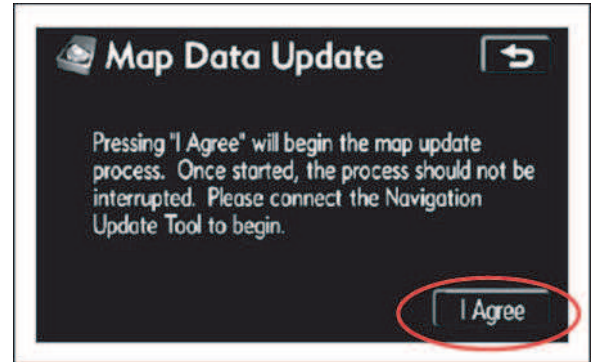 Map Data Update
Pressing "I Agree" will begin the map update
process. Once started, the process should not be
interrupted. Please connect the Navigation
Update Tool to begin.
I Agree